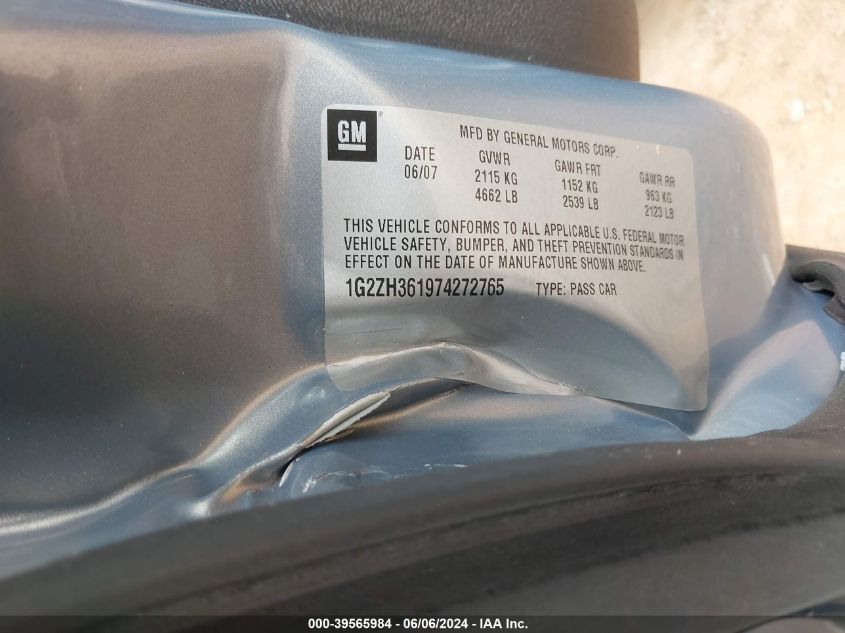 GM®
MFD BY GENERAL MOTORS CORP.
DATE GVWR GAWR FRT GAWR RR
06/07 2115 KG 1152 KG 963 KG
4662 LB 2539 LB 2123 LB
THIS VEHICLE CONFORMS TO ALL APPLICABLE U.S. FEDERAL MOTOR
VEHICLE SAFETY, BUMPER, AND THEFT PREVENTION STANDARDS IN
EFFECT ON THE DATE OF MANUFACTURE SHOWN ABOVE.
1G2ZH361974272765 TYPE: PASS CAR
000-39565984 - 06/06/2024 - IAA Inc.